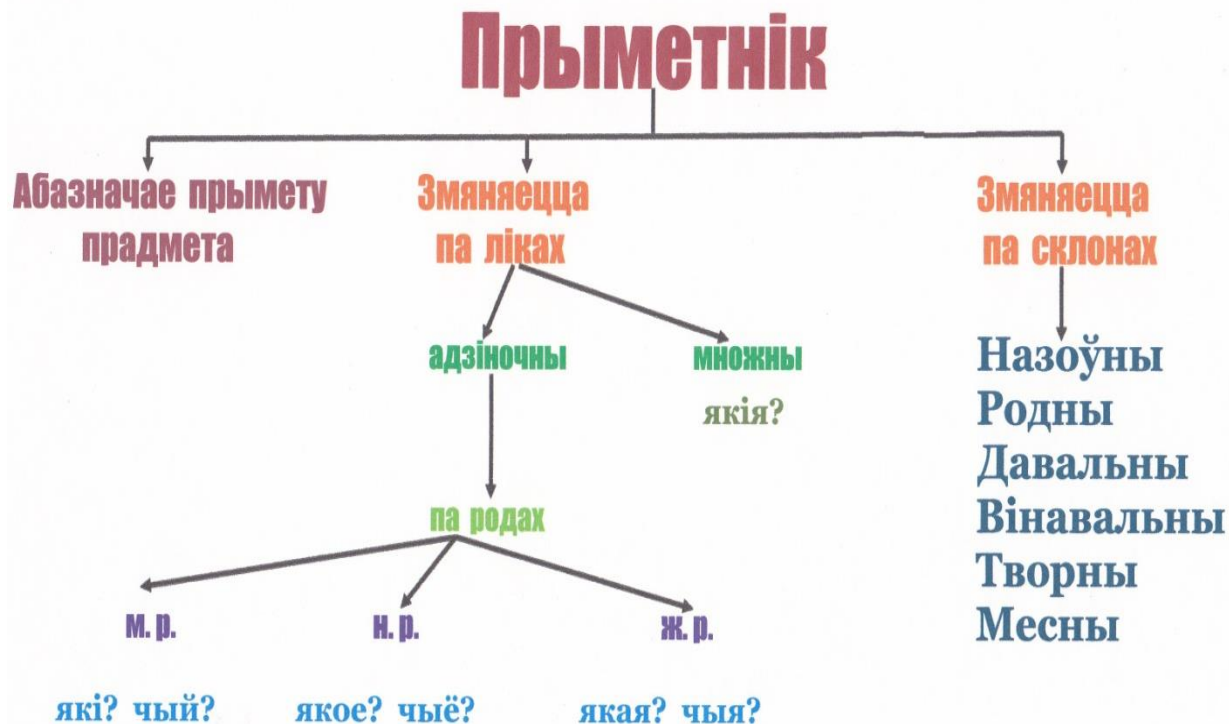 Прыметнік
Абазначае прымету
прадмета
Змяняецца
па ліках
адзіночны
множны
якія?
па родах
м. р.
н. р.
ж. р.
які? чый?
якое? чыё?
якая? чыя?
Змяняецца
па склонах
Назоўны
Родны
Давальны
Вінавальны
Творны
Месны